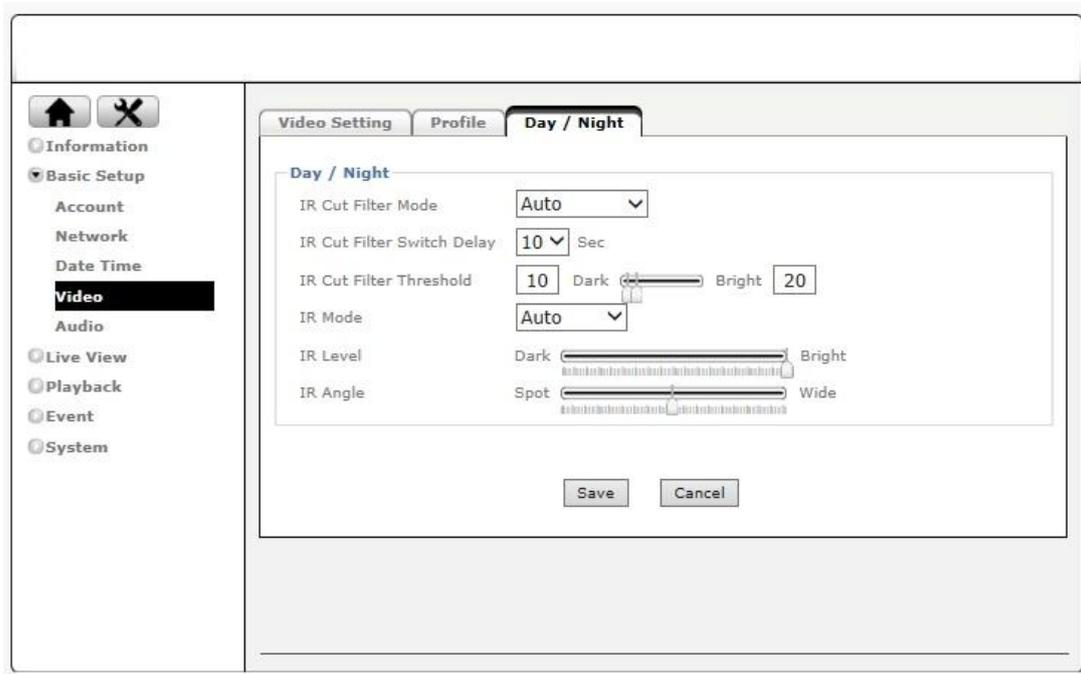 Information
Basic Setup
Account
Network
Date Time
Video
Audio
Live View
Playback
Event
System
Video Setting
Profile
Day / Night
Day / Night
IR Cut Filter Mode Auto
IR Cut Filter Switch Delay 10 Sec
IR Cut Filter Threshold 10 Dark Bright 20
IR Mode Auto
IR Level Dark Bright
IR Angle Spot Wide
Save Cancel